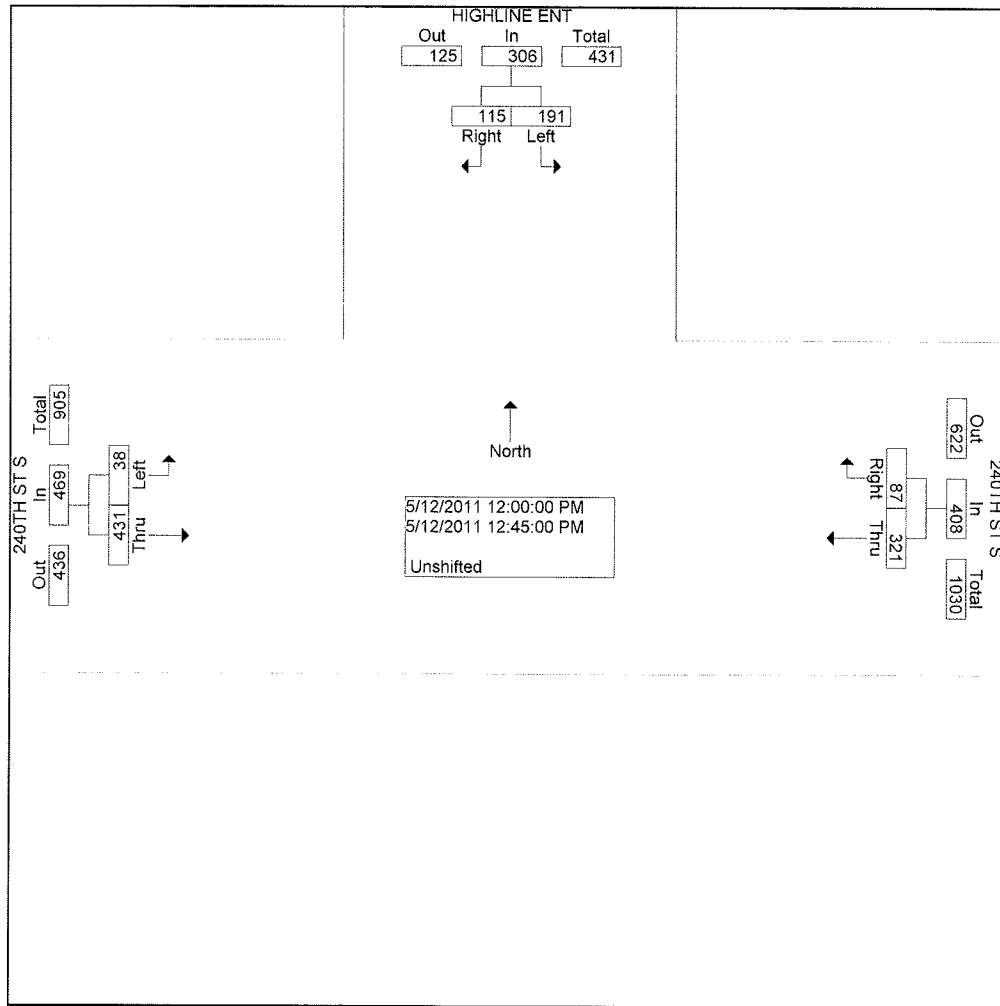 HIGHLINE ENT
Out In Total
125 306 431
115 191
Right Left
240TH ST S
Total In Out
905 469 436
38 431
Left Thru
North
5/12/2011 12:00:00 PM
5/12/2011 12:45:00 PM
Unshifted
Right Thru
87 321
Out In Total
622 408 1030
240TH ST S